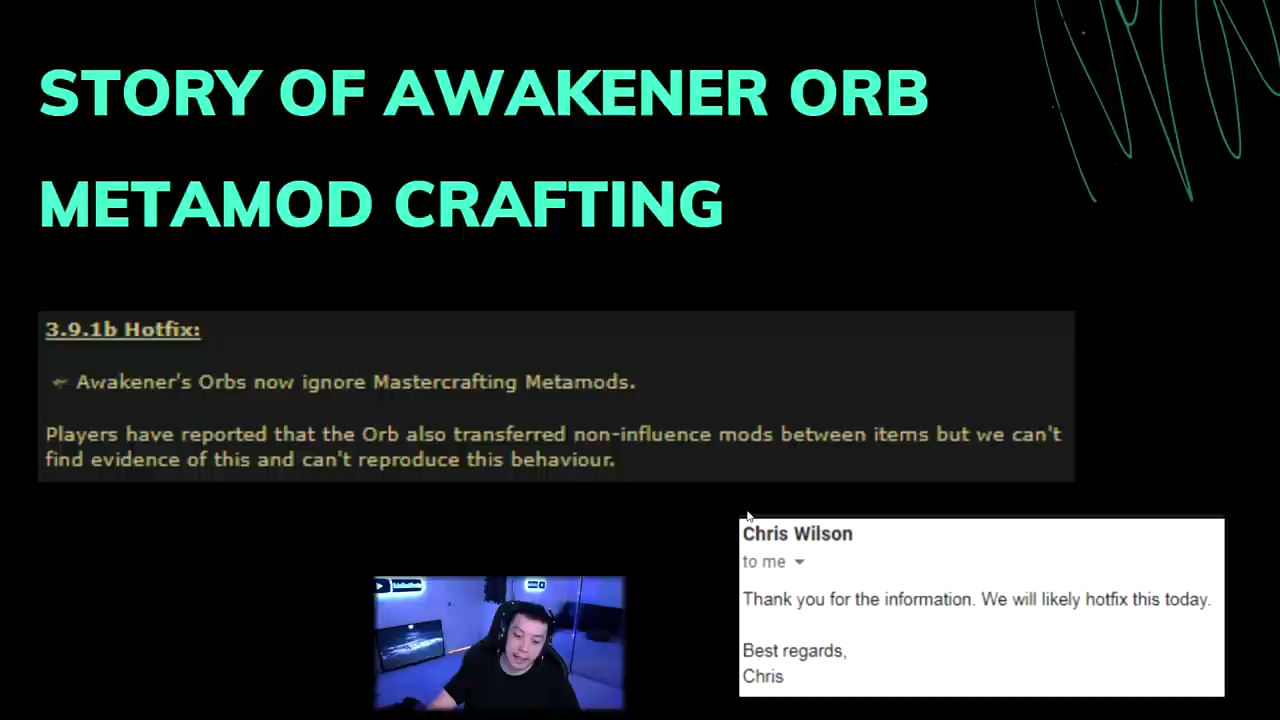 STORY OF AWAKENER ORB
METAMOD CRAFTING
3.9.1b Hotfix:
Awakener's Orbs now ignore Mastercrafting Metamods.
Players have reported that the Orb also transferred non-influence mods between items but we can't
find evidence of this and can't reproduce this behaviour.
Chris Wilson
to me
Thank you for the information. We will likely hotfix this today.
Best regards,
Chris